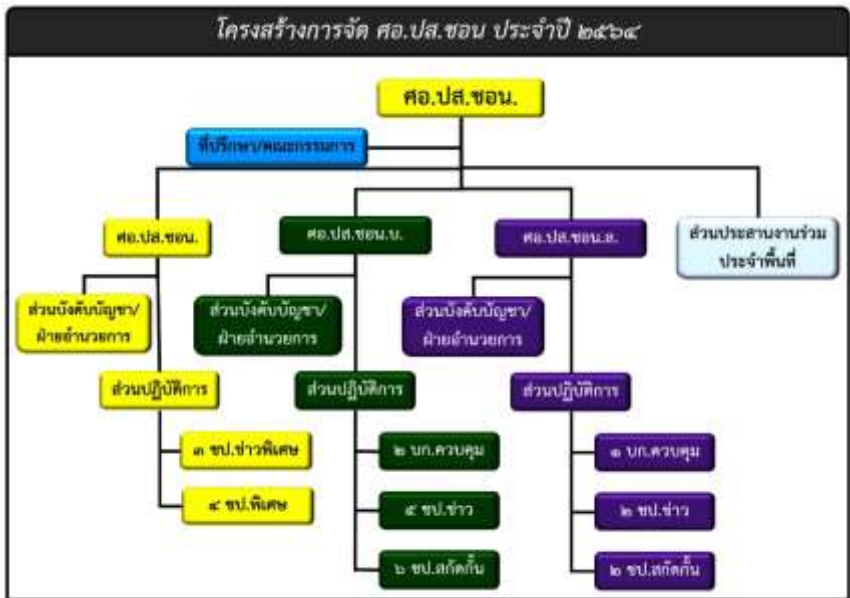 โครงสร้างการจัด ศอ.ปส.ชอน ประจำปี ๒๕๖๔
ศอ.ปส.ชอน.
ที่ปรึกษา/คณะกรรมการ
ศอ.ปส.ชอน.
ศอ.ปส.ชอน.บ.
ศอ.ปส.ชอน.ล.
ส่วนประสานงานร่วม
ประจำพื้นที่
ส่วนบังคับบัญชา/
ฝ่ายอำนวยการ
ส่วนบังคับบัญชา/
ฝ่ายอำนวยการ
ส่วนบังคับบัญชา/
ฝ่ายอำนวยการ
ส่วนปฏิบัติการ
ส่วนปฏิบัติการ
ส่วนปฏิบัติการ
๓ ชป.ข่าวพิเศษ
๒ บก.ควบคุม
๑ บก.ควบคุม
๔ ชป.พิเศษ
๕ ชป.ข่าว
๒ ชป.ข่าว
๖ ชป.สกัดกั้น
๒ ชป.สกัดกั้น